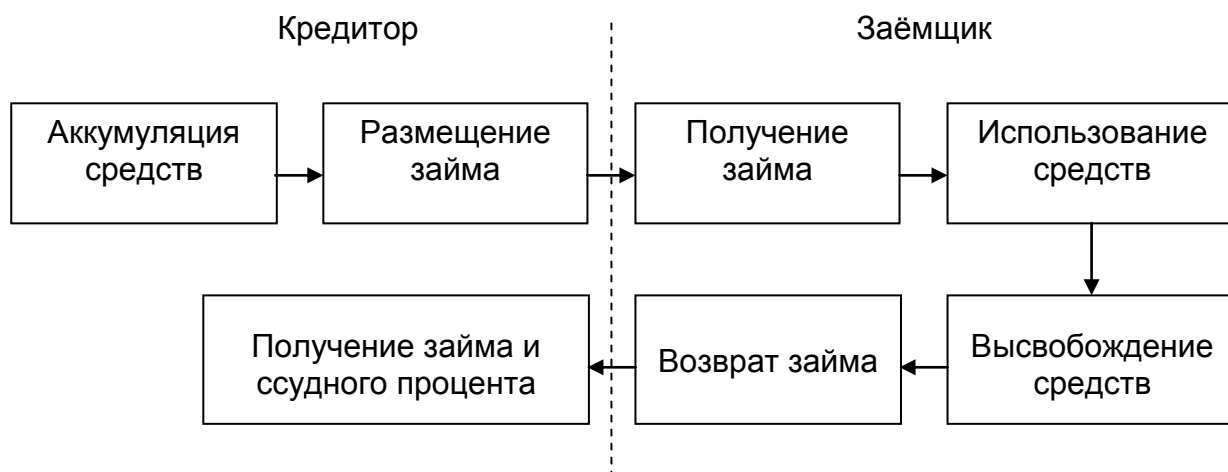 Кредитор
Заёмщик
Аккумуляция
средств
Размещение
займа
Получение
займа
Использование
средств
Получение займа и
ссудного процента
Возврат займа
Высвобождение
средств